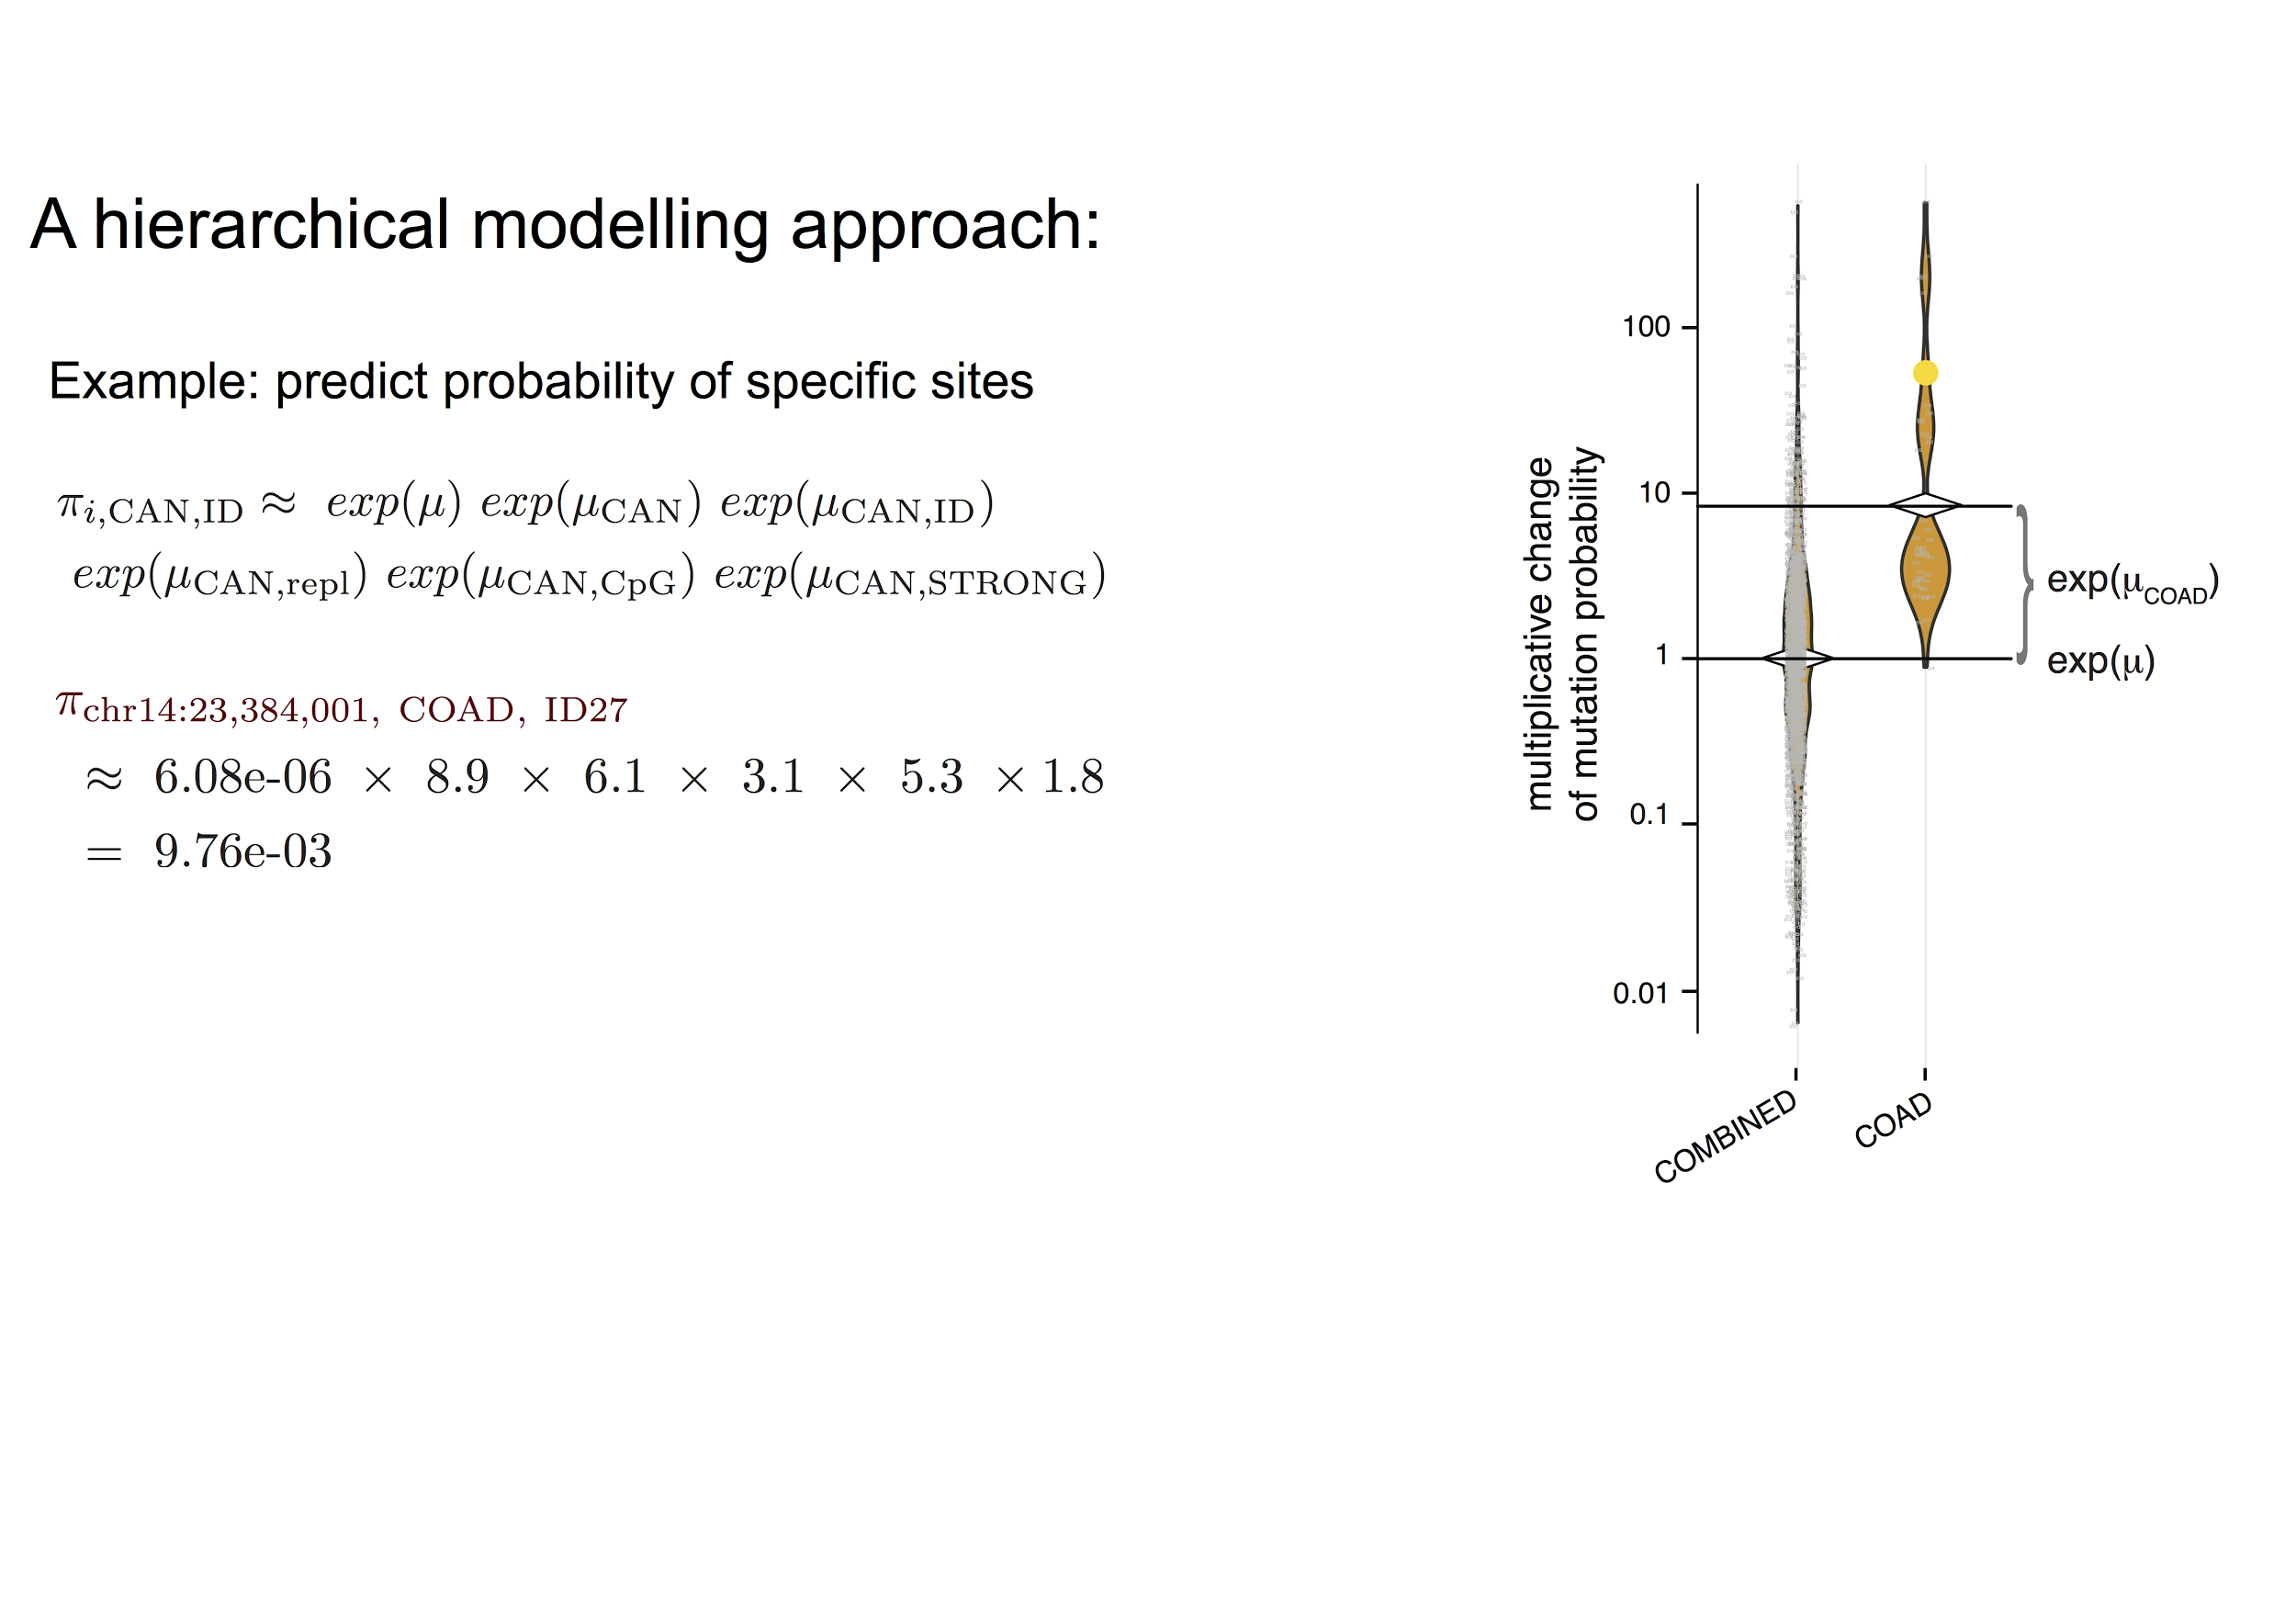 A hierarchical modelling approach:
Example: predict probability of specific sites
π_{i,CAN,ID} ≈ exp(μ) exp(μ_{CAN}) exp(μ_{CAN,ID})
exp(μ_{CAN,repl}) exp(μ_{CAN,CpG}) exp(μ_{CAN,STRONG})
π_{chr14:23,384,001, COAD, ID27}
≈ 6.08e-06 × 8.9 × 6.1 × 3.1 × 5.3 × 1.8
= 9.76e-03
multiplicative change
of mutation probability
100
10
1
0.1
0.01
exp(μ_{COAD})
exp(μ)
COMBINED
COAD